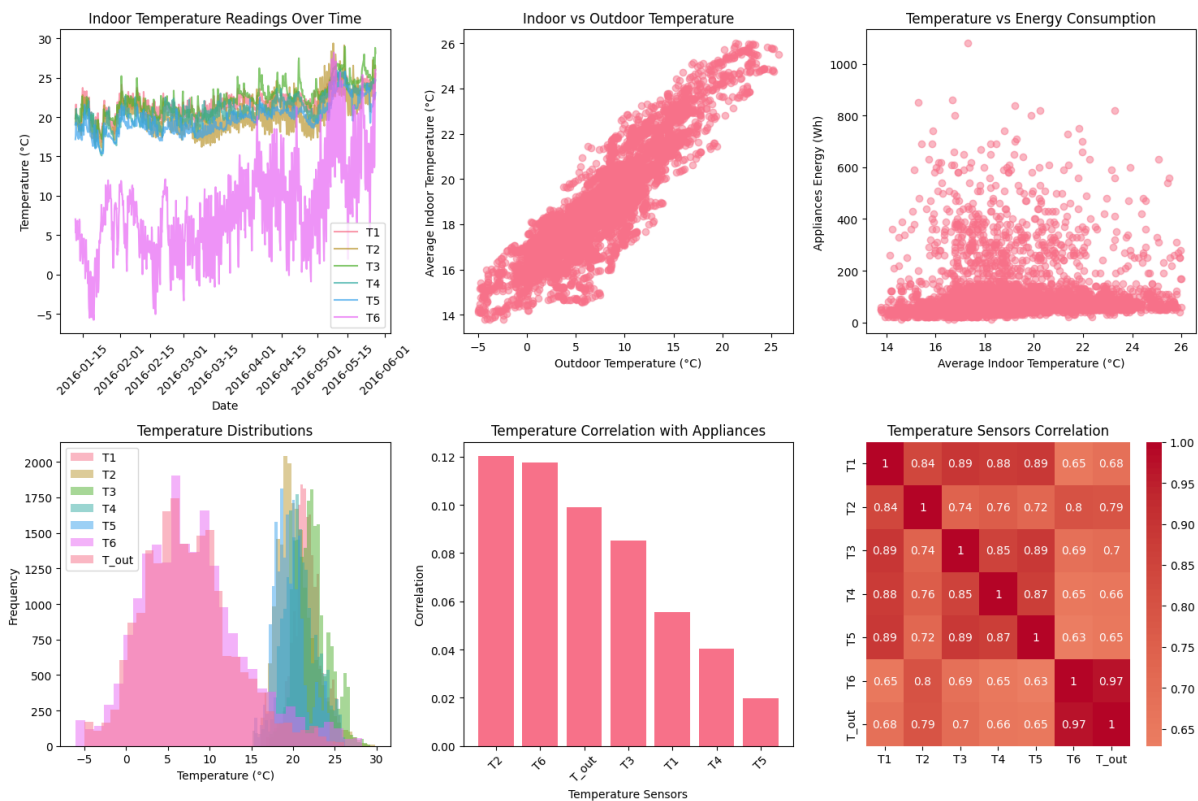 Indoor Temperature Readings Over Time
Temperature (°C)
30
25
20
15
10
5
0
−5
T1
T2
T3
T4
T5
T6
2016-01-15
2016-02-01
2016-02-15
2016-03-01
2016-03-15
2016-04-01
2016-04-15
2016-05-01
2016-05-15
2016-06-01
Date
Indoor vs Outdoor Temperature
Average Indoor Temperature (°C)
26
24
22
20
18
16
14
−5 0 5 10 15 20 25
Outdoor Temperature (°C)
Temperature vs Energy Consumption
Appliances Energy (Wh)
1000
800
600
400
200
0
14 16 18 20 22 24 26
Average Indoor Temperature (°C)
Temperature Distributions
Frequency
2000
1750
1500
1250
1000
750
500
250
0
T1
T2
T3
T4
T5
T6
T_out
−5 0 5 10 15 20 25 30
Temperature (°C)
Temperature Correlation with Appliances
Correlation
0.12
0.10
0.08
0.06
0.04
0.02
0.00
T2 T6 T_out T3 T1 T4 T5
Temperature Sensors
Temperature Sensors Correlation
T1 1 0.84 0.89 0.88 0.89 0.65 0.68
T2 0.84 1 0.74 0.76 0.72 0.8 0.79
T3 0.89 0.74 1 0.85 0.89 0.69 0.7
T4 0.88 0.76 0.85 1 0.87 0.65 0.66
T5 0.89 0.72 0.89 0.87 1 0.63 0.65
T6 0.65 0.8 0.69 0.65 0.63 1 0.97
T_out 0.68 0.79 0.7 0.66 0.65 0.97 1
T1 T2 T3 T4 T5 T6 T_out
1.00
0.95
0.90
0.85
0.80
0.75
0.70
0.65